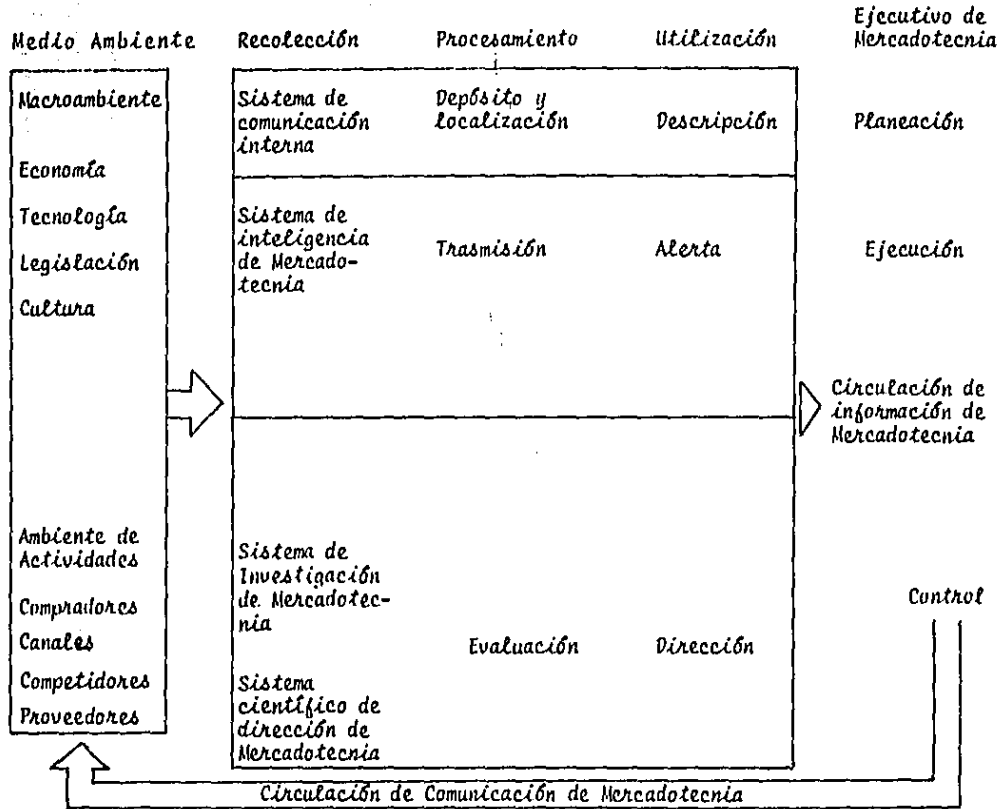 Medio Ambiente
Recolección
Procesamiento
Utilización
Ejecutivo de
Mercadotecnia
Macroambiente
Economía
Tecnología
Legislación
Cultura
Ambiente de
Actividades
Compradores
Canales
Competidores
Proveedores
Sistema de
comunicación
interna
Depósito y
localización
Descripción
Planeación
Sistema de
inteligencia
de Mercado-
tecnia
Trasmisión
Alerta
Ejecución
Circulación de
información de
Mercadotecnia
Sistema de
Investigación
de Mercadotec-
nia
Evaluación
Dirección
Control
Sistema
científico de
dirección de
Mercadotecnia
Circulación de Comunicación de Mercadotecnia